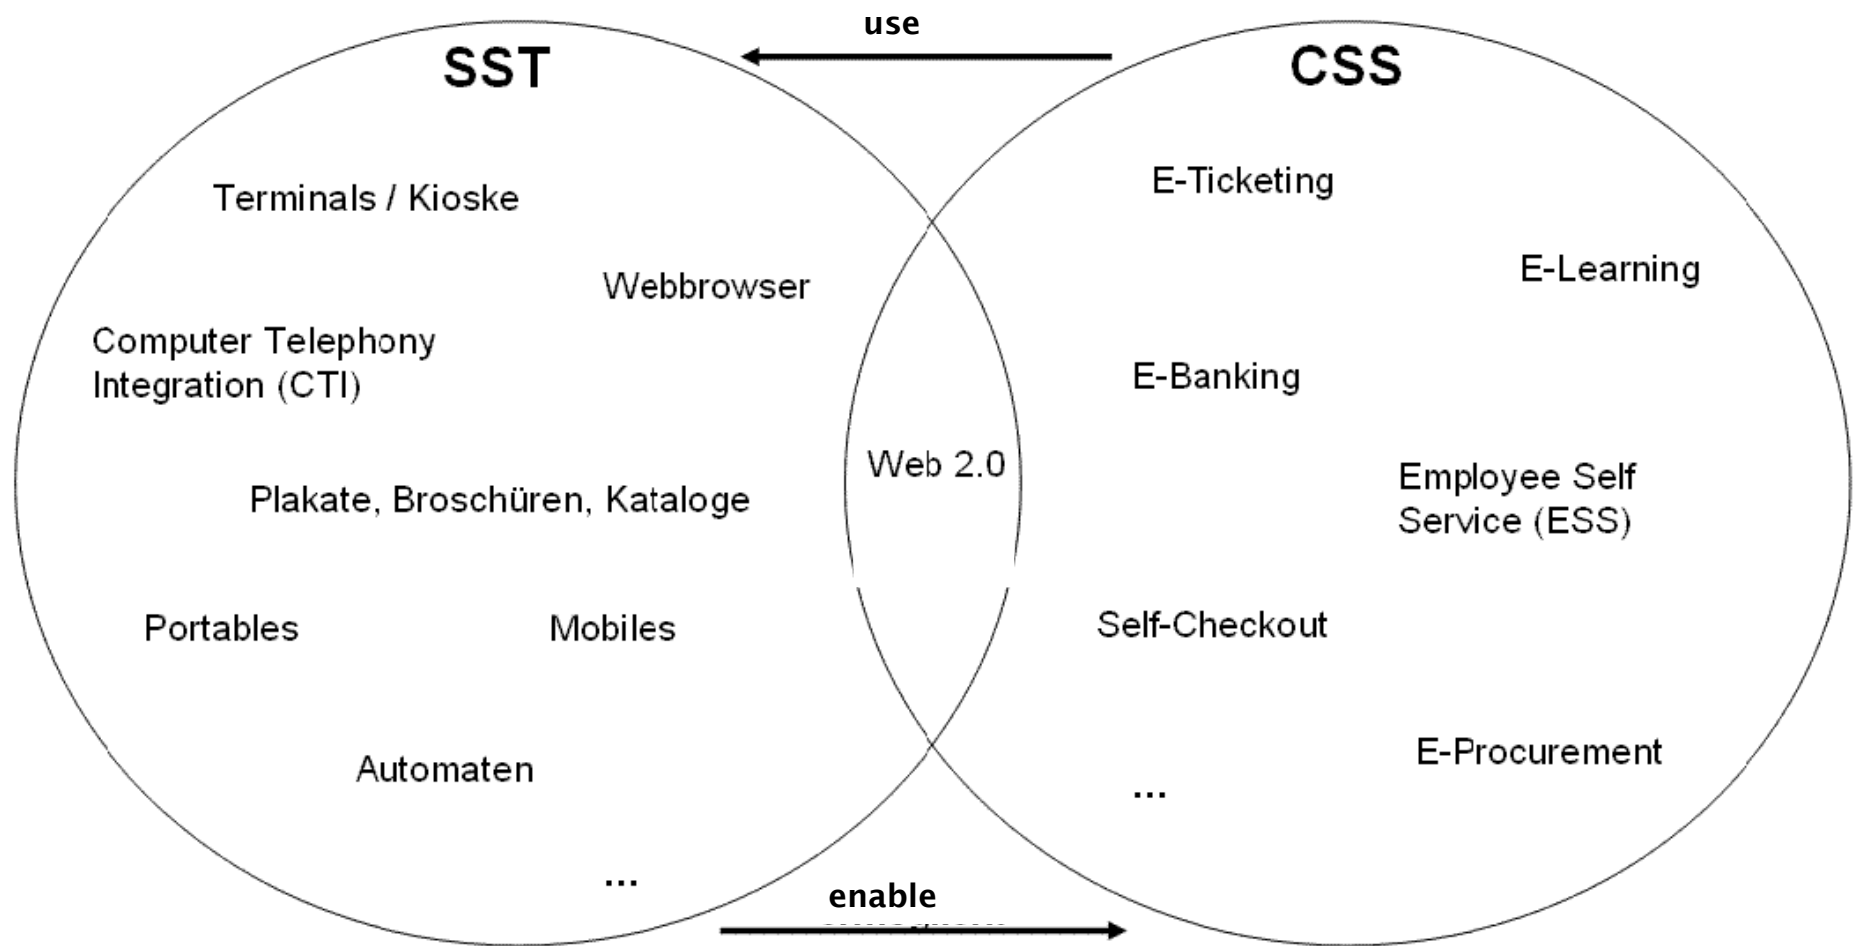 use
SST
CSS
Terminals / Kioske
Webbrowser
Computer Telephony
Integration (CTI)
Plakate, Broschüren, Kataloge
Portables
Mobiles
Automaten
...
Web 2.0
E-Ticketing
E-Learning
E-Banking
Employee Self
Service (ESS)
Self-Checkout
E-Procurement
...
enable